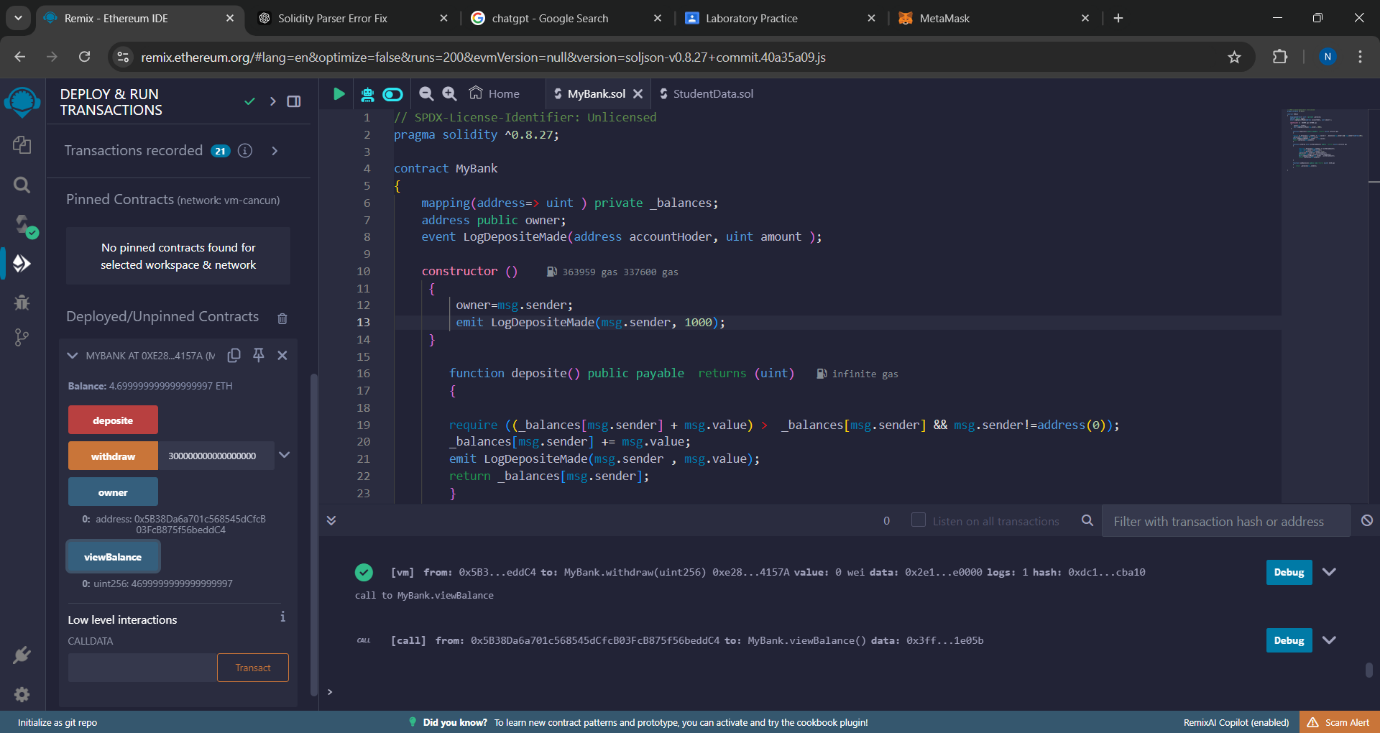 Remix - Ethereum IDE
Solidity Parser Error Fix
chatgpt - Google Search
Laboratory Practice
MetaMask
remix.ethereum.org/#lang=en&optimize=false&runs=200&evmVersion=null&version=soljson-v0.8.27+commit.40a35a09.js
N
DEPLOY & RUN
TRANSACTIONS
Transactions recorded 21 i
Pinned Contracts (network: vm-cancun)
No pinned contracts found for
selected workspace & network
Deployed/Unpinned Contracts
MYBANK AT 0XE28...4157A (M
Balance: 4.699999999999999997 ETH
deposite
withdraw 300000000000000000
owner
0: address: 0x5B38Da6a701c568545dCfcB
03FcB875f56beddC4
viewBalance
0: uint256: 4699999999999999997
Low level interactions i
CALLDATA
Transact
Home
MyBank.sol
StudentData.sol
1 // SPDX-License-Identifier: Unlicensed
2 pragma solidity ^0.8.27;
3
4 contract MyBank
5 {
6 mapping(address=> uint ) private _balances;
7 address public owner;
8 event LogDepositeMade(address accountHoder, uint amount );
9
10 constructor () 363959 gas 337600 gas
11 {
12 owner=msg.sender;
13 emit LogDepositeMade(msg.sender, 1000);
14 }
15
16 function deposite() public payable returns (uint) infinite gas
17 {
18
19 require ((_balances[msg.sender] + msg.value) > _balances[msg.sender] && msg.sender!=address(0));
20 _balances[msg.sender] += msg.value;
21 emit LogDepositeMade(msg.sender , msg.value);
22 return _balances[msg.sender];
23 }
0 Listen on all transactions Filter with transaction hash or address
[vm] from: 0x5B3...eddC4 to: MyBank.withdraw(uint256) 0xe28...4157A value: 0 wei data: 0x2e1...e0000 logs: 1 hash: 0xdc1...cba10 Debug
call to MyBank.viewBalance
CALL [call] from: 0x5B38Da6a701c568545dCfcB03FcB875f56beddC4 to: MyBank.viewBalance() data: 0x3ff...1e05b Debug
>
Initialize as git repo
Did you know? To learn new contract patterns and prototype, you can activate and try the cookbook plugin!
RemixAI Copilot (enabled)
Scam Alert